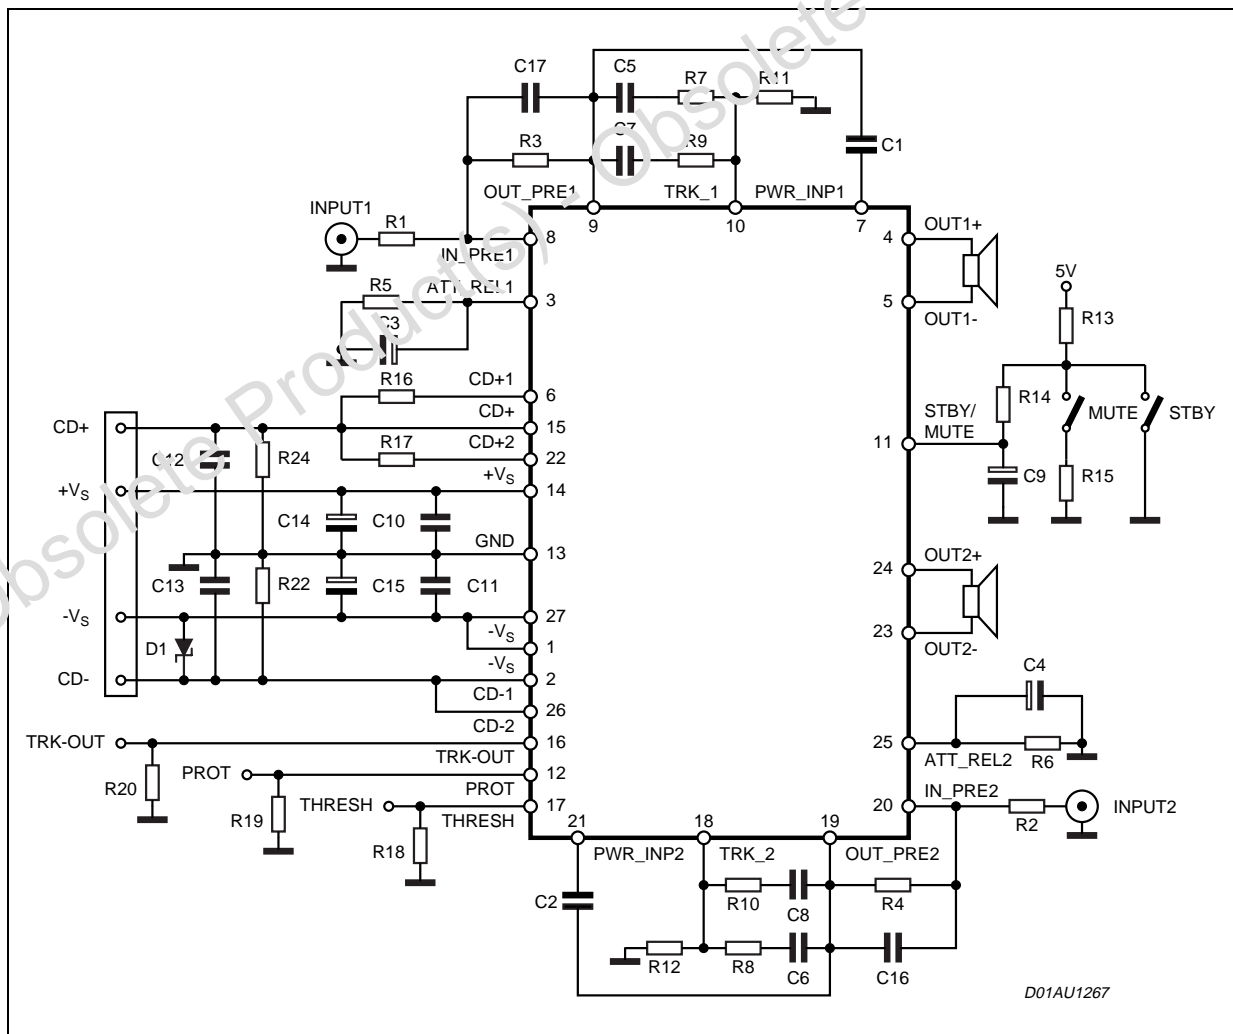 C17 C5 R7 R11
R3 C7 R9 C1
OUT_PRE1 TRK_1 PWR_INP1
9 10 7
INPUT1 R1 8 IN_PRE1
4 OUT1+
R5 ATT_REL1 3
5 OUT1-
C3
5V
R13
R16 CD+1 6
R14 MUTE STBY
CD+ CD+ 15
STBY/
MUTE 11
C12 R24 R17 CD+2 22
C9 R15
+VS +VS 14
C14 C10
GND 13
24 OUT2+
C13 R22 C15 C11
-VS 27
23 OUT2-
D1 -VS 1
-VS
CD- 2
CD-1
26
CD-2
C4
TRK-OUT 16
TRK-OUT
25 ATT_REL2 R6
R20 PROT 12
PROT
IN_PRE2
R19 THRESH 17
THRESH
20 R2 INPUT2
R18
21 18 19
PWR_INP2 TRK_2 OUT_PRE2
C2 R10 C8 R4
R12 R8 C6 C16
D01AU1267
Obsolete Product(s) - Obsolete